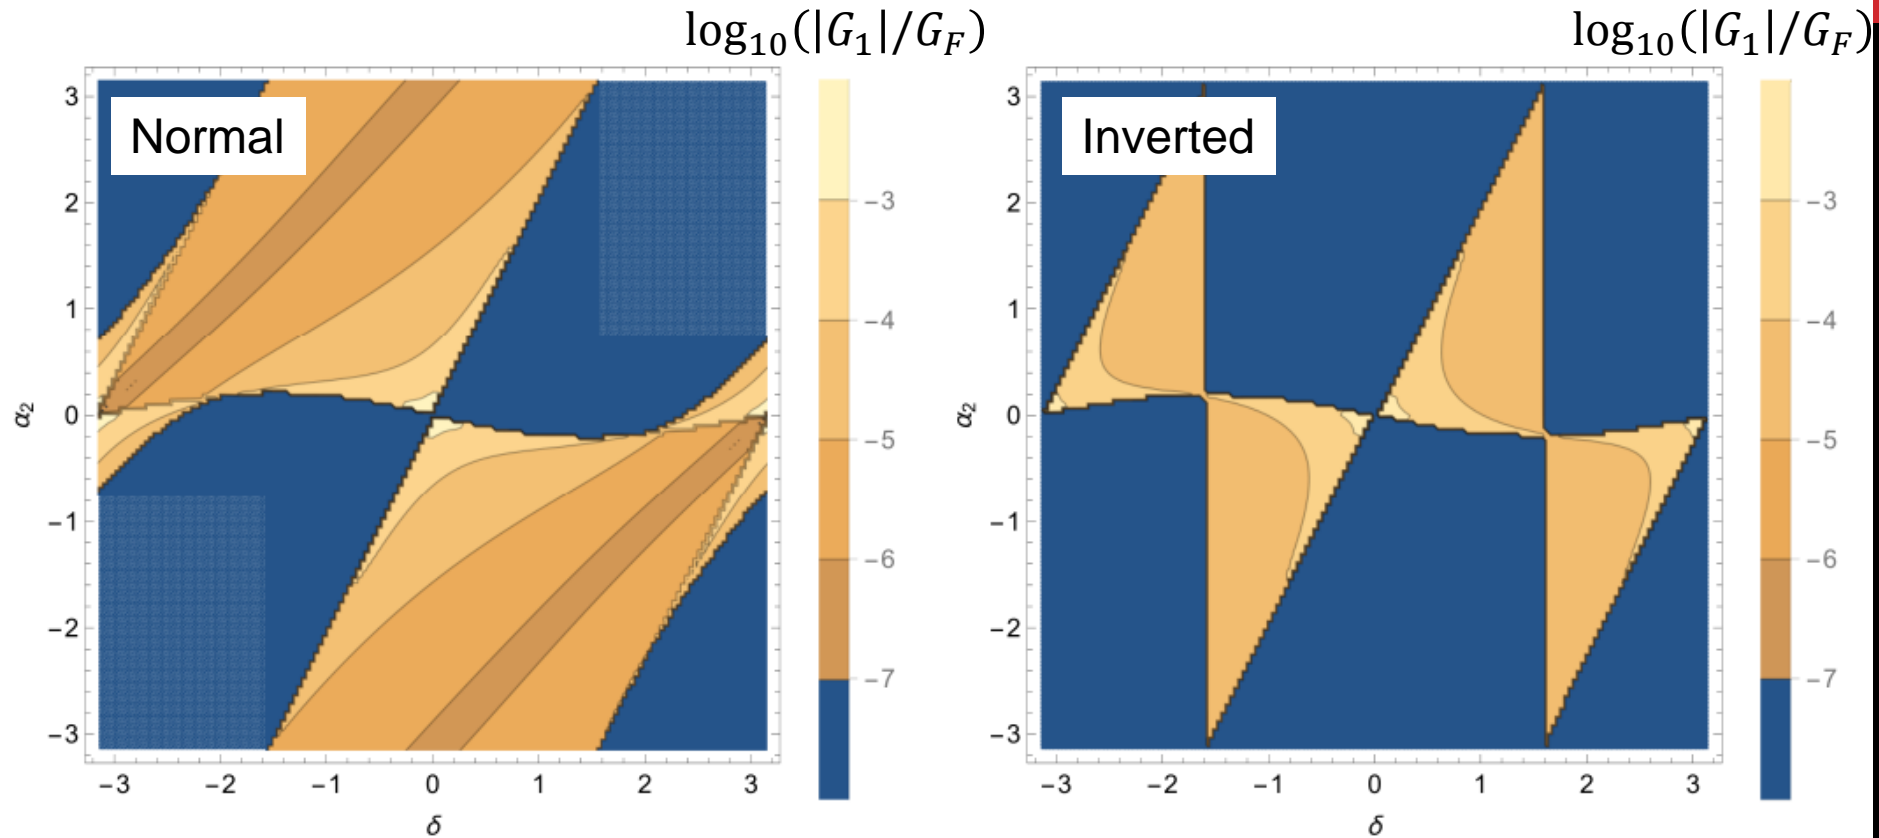 log₁₀(|G₁|/G_F)
log₁₀(|G₁|/G_F)
Normal
Inverted
3
2
1
0
−1
−2
−3
α₂
−3 −2 −1 0 1 2 3
δ
−3
−4
−5
−6
−7
3
2
1
0
−1
−2
−3
α₂
−3 −2 −1 0 1 2 3
δ
−3
−4
−5
−6
−7